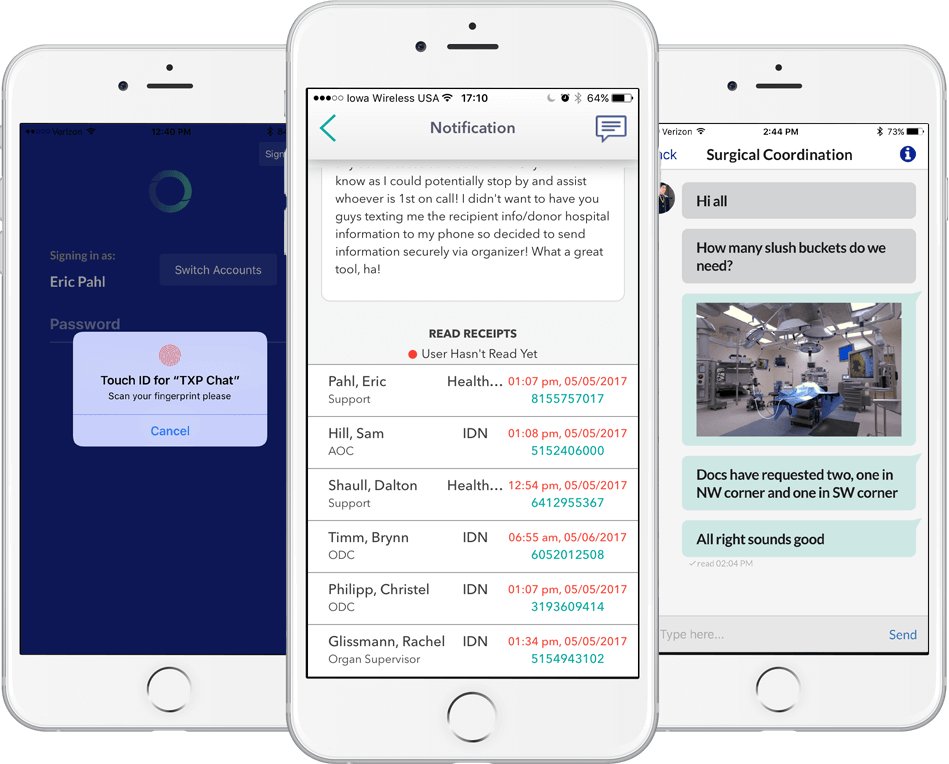 Verizon
12:40 PM
Sign
Signing in as:
Eric Pahl
Switch Accounts
Password
Touch ID for “TXP Chat”
Scan your fingerprint please
Cancel
Iowa Wireless USA
17:10
64%
Notification
know as I could potentially stop by and assist
whoever is 1st on call! I didn't want to have you
guys texting me the recipient info/donor hospital
information to my phone so decided to send
information securely via organizer! What a great
tool, ha!
READ RECEIPTS
User Hasn't Read Yet
Pahl, Eric Health... 01:07 pm, 05/05/2017
Support 8155757017
Hill, Sam IDN 01:08 pm, 05/05/2017
AOC 5152406000
Shaull, Dalton Health... 12:54 pm, 05/05/2017
Support 6412955367
Timm, Brynn IDN 06:55 am, 05/06/2017
ODC 6052012508
Philipp, Christel IDN 01:07 pm, 05/05/2017
ODC 3193609414
Glissmann, Rachel IDN 01:34 pm, 05/05/2017
Organ Supervisor 5154943102
Verizon
2:44 PM
73%
ack
Surgical Coordination
i
Hi all
How many slush buckets do we
need?
Docs have requested two, one in
NW corner and one in SW corner
All right sounds good
read 02:04 PM
Type here...
Send